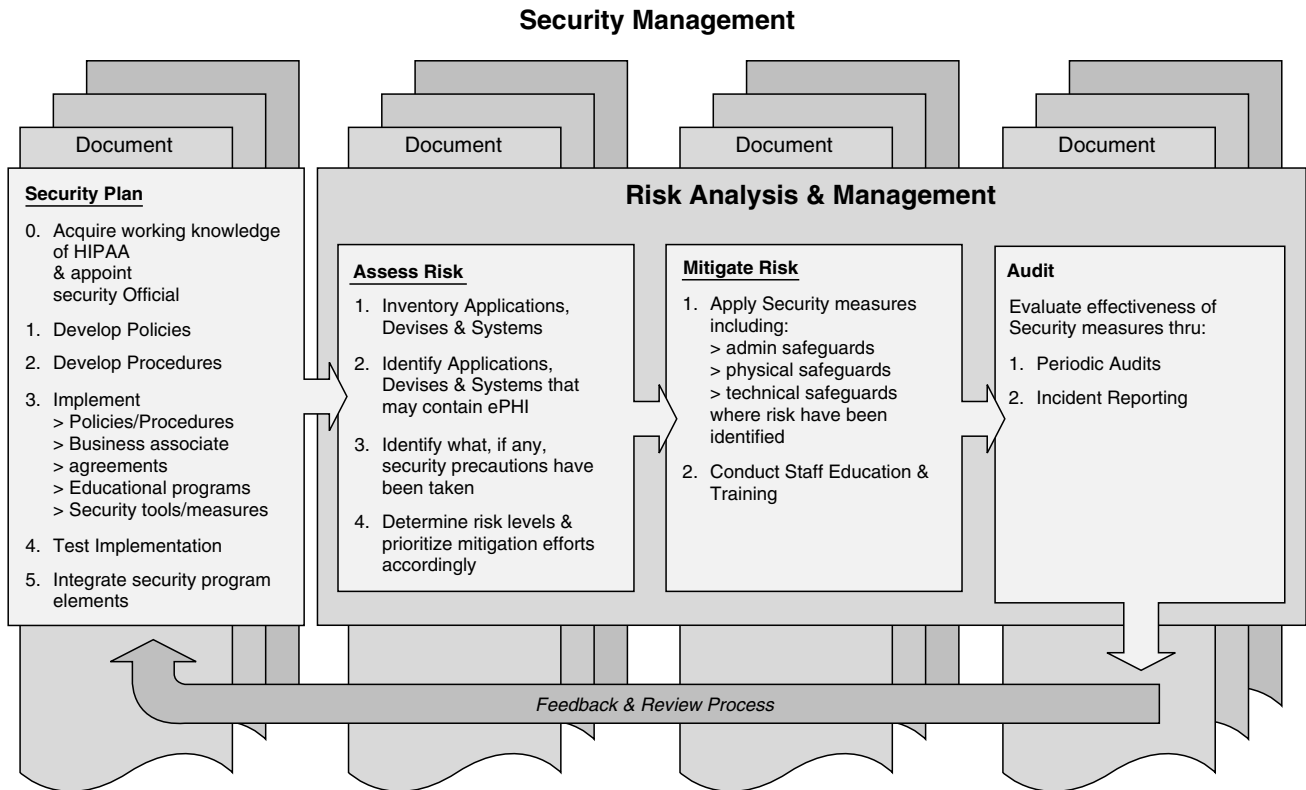 Security Management
Document
Document
Document
Document
Security Plan
0. Acquire working knowledge
of HIPAA
& appoint
security Official
1. Develop Policies
2. Develop Procedures
3. Implement
> Policies/Procedures
> Business associate
> agreements
> Educational programs
> Security tools/measures
4. Test Implementation
5. Integrate security program
elements
Risk Analysis & Management
Assess Risk
1. Inventory Applications,
Devises & Systems
2. Identify Applications,
Devises & Systems that
may contain ePHI
3. Identify what, if any,
security precautions have
been taken
4. Determine risk levels &
prioritize mitigation efforts
accordingly
Mitigate Risk
1. Apply Security measures
including:
> admin safeguards
> physical safeguards
> technical safeguards
where risk have been
identified
2. Conduct Staff Education &
Training
Audit
Evaluate effectiveness of
Security measures thru:
1. Periodic Audits
2. Incident Reporting
Feedback & Review Process